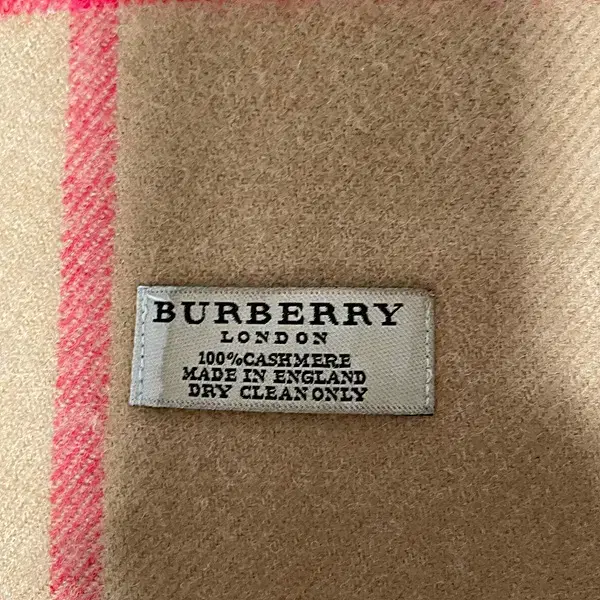 BURBERRY
LONDON
100%CASHMERE
MADE IN ENGLAND
DRY CLEAN ONLY